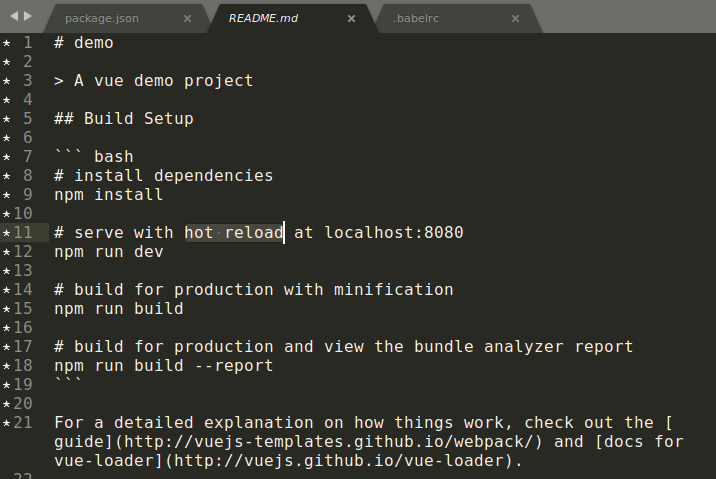 package.json × README.md × .babelrc ×
* 1 # demo
* 2
* 3 > A vue demo project
* 4
* 5 ## Build Setup
* 6
* 7 ``` bash
* 8 # install dependencies
* 9 npm install
*10
*11 # serve with hot reload at localhost:8080
*12 npm run dev
*13
*14 # build for production with minification
*15 npm run build
*16
*17 # build for production and view the bundle analyzer report
*18 npm run build --report
*19 ```
*20
*21 For a detailed explanation on how things work, check out the [
guide](http://vuejs-templates.github.io/webpack/) and [docs for
vue-loader](http://vuejs.github.io/vue-loader).
22